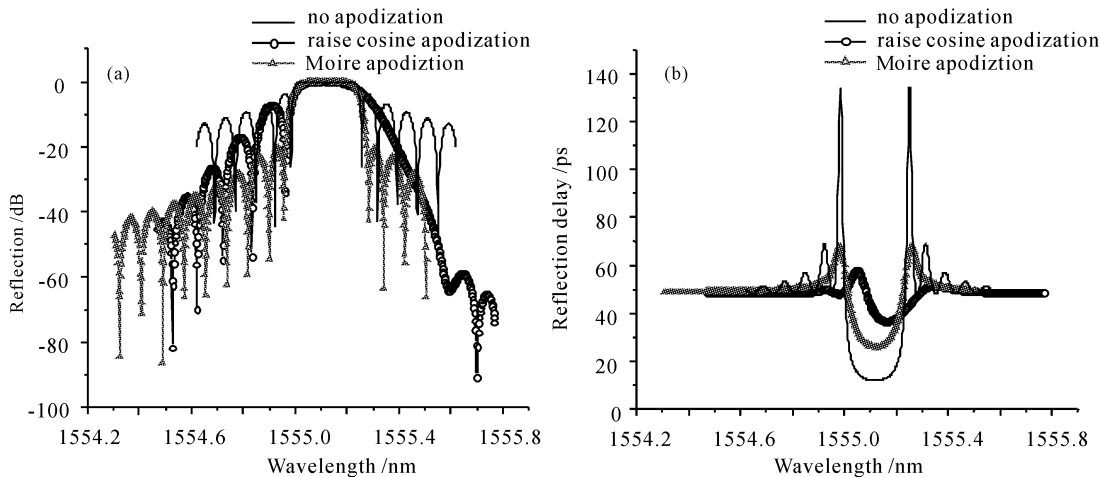 no apodization
raise cosine apodization
Moire apodiztion
(a)
0
-20
-40
-60
-80
-100
Reflection /dB
1554.2 1554.6 1555.0 1555.4 1555.8
Wavelength /nm
no apodization
raise cosine apodization
Moire apodiztion
(b)
140
120
100
80
60
40
20
0
Reflection delay /ps
1554.2 1554.6 1555.0 1555.4 1555.8
Wavelength /nm